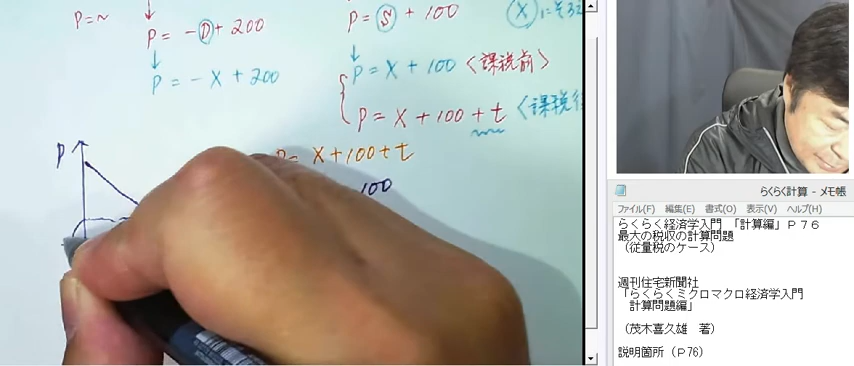 P=~
P = -D + 200
P = -X + 200
P = S + 100
Xに
P = X + 100 <課税前>
P = X + 100 + t <課税後
P = X + 100 + t
100
P
らくらく計算 - メモ帳
ファイル(F) 編集(E) 書式(O) 表示(V) ヘルプ(H)
らくらく経済学入門 「計算編」P76
最大の税収の計算問題
（従量税のケース）
週刊住宅新聞社
「らくらくミクロマクロ経済学入門
計算問題編」
（茂木喜久雄 著）
説明箇所（P76）